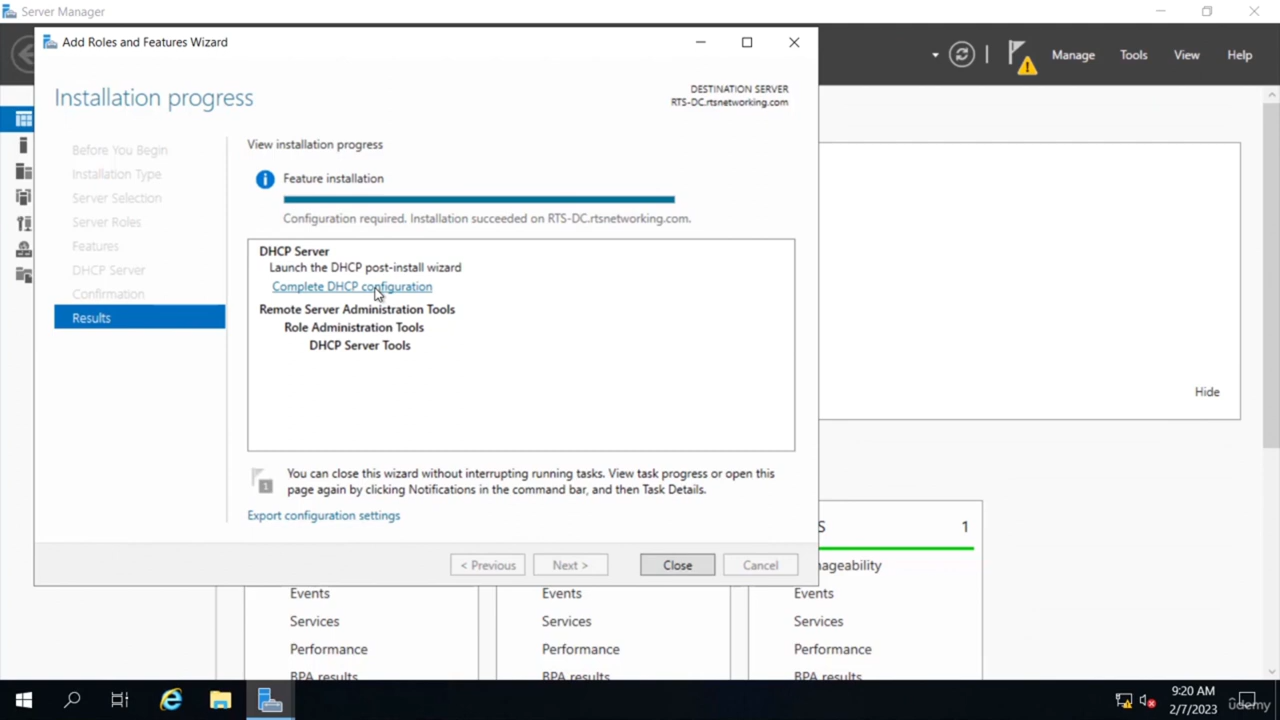 Server Manager
Add Roles and Features Wizard
Manage
Tools
View
Help
Installation progress
DESTINATION SERVER
RTS-DC.rtsnetworking.com
Before You Begin
Installation Type
Server Selection
Server Roles
Features
DHCP Server
Confirmation
Results
View installation progress
Feature installation
Configuration required. Installation succeeded on RTS-DC.rtsnetworking.com.
DHCP Server
Launch the DHCP post-install wizard
Complete DHCP configuration
Remote Server Administration Tools
Role Administration Tools
DHCP Server Tools
Hide
1
You can close this wizard without interrupting running tasks. View task progress or open this
page again by clicking Notifications in the command bar, and then Task Details.
Export configuration settings
< Previous
Next >
Close
Cancel
S
1
nageability
Events
Services
Performance
BPA results
Events
Services
Performance
BPA results
Events
Services
Performance
BPA results
9:20 AM
2/7/2023
udemy